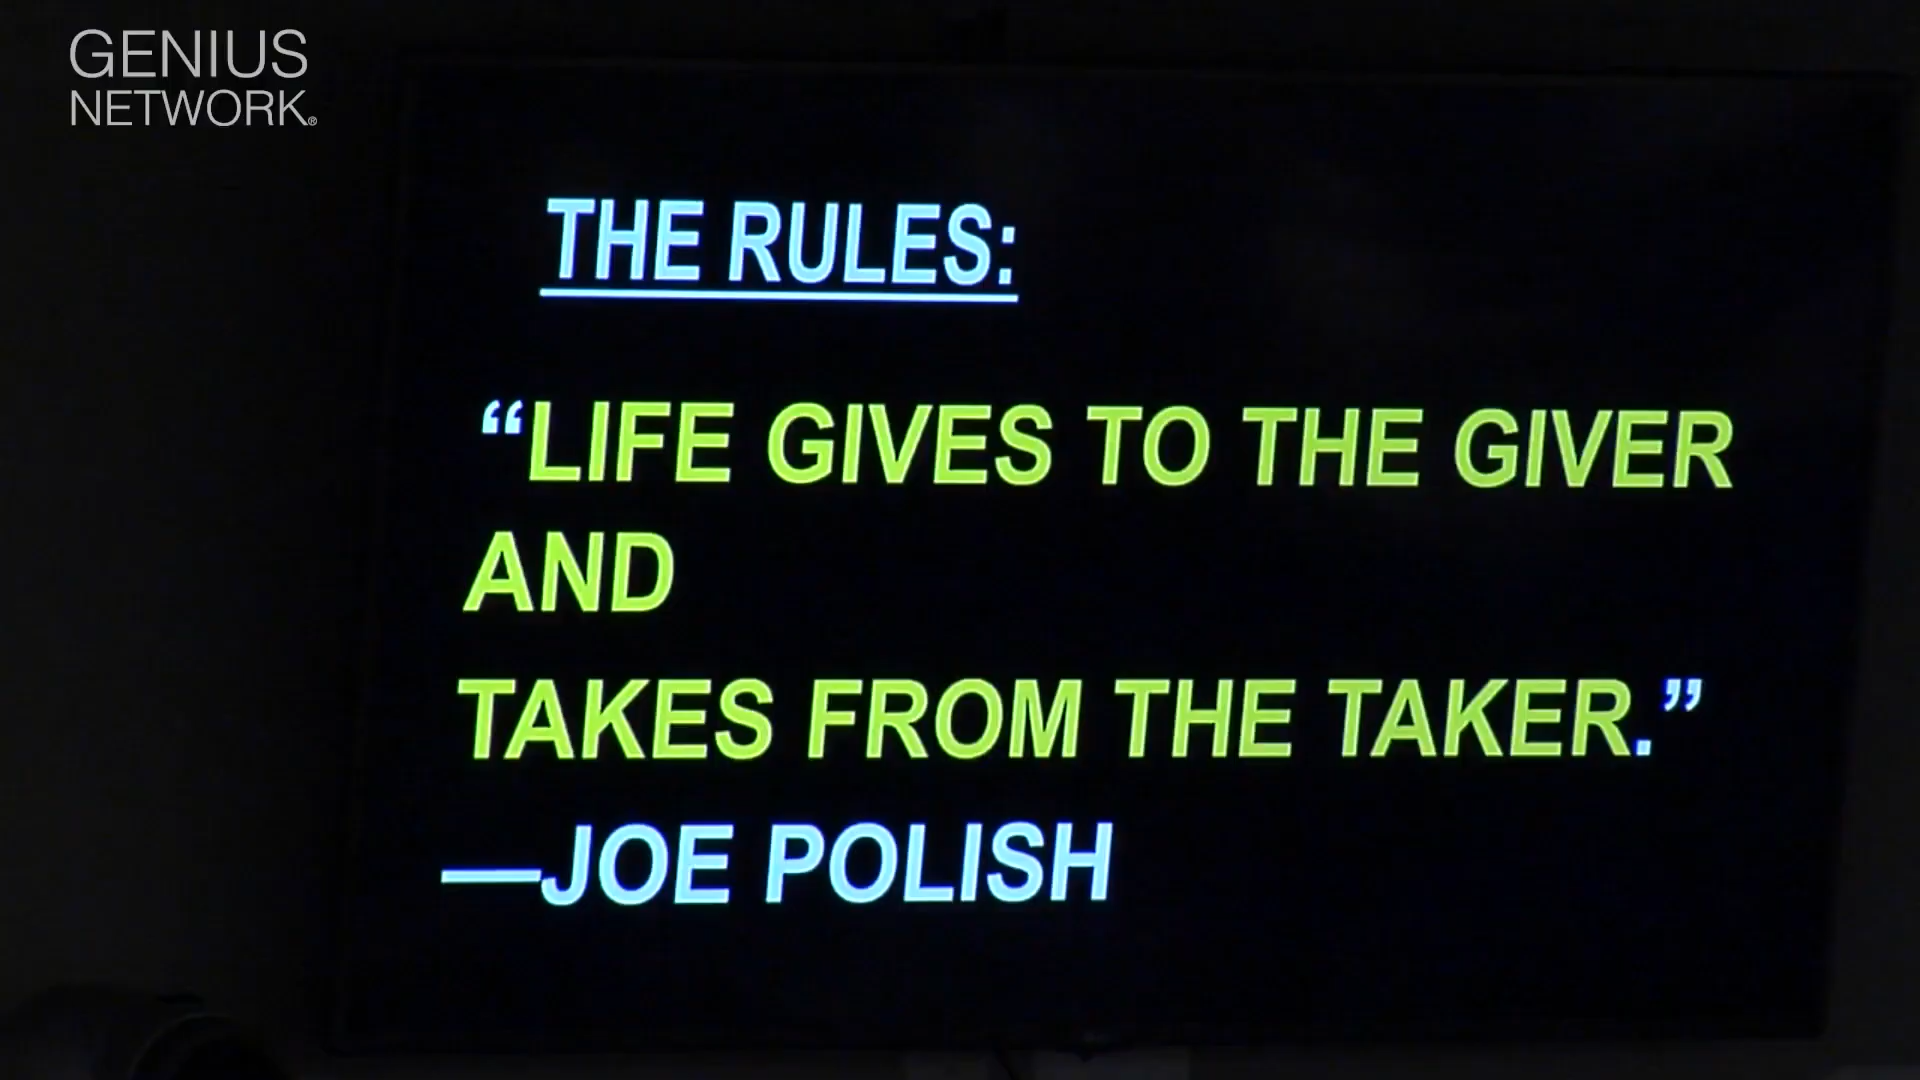 GENIUS
NETWORK®
THE RULES:
“LIFE GIVES TO THE GIVER
AND
TAKES FROM THE TAKER.”
—JOE POLISH